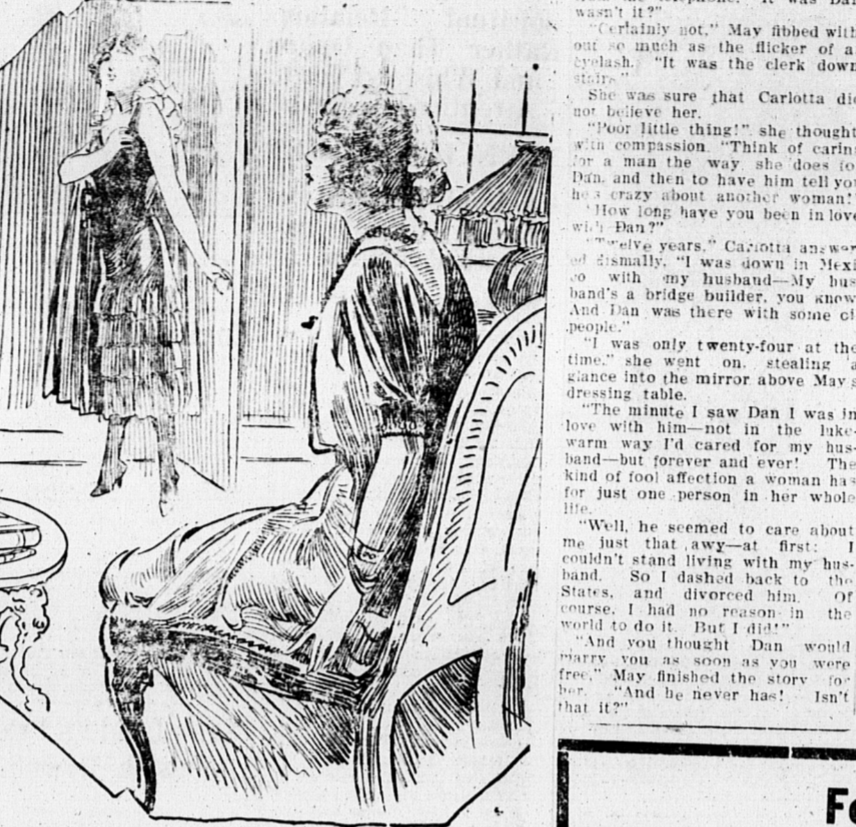 wasn't it?"
"Certainly not," May fibbed with
out so much as the flicker of a
eyelash. "It was the clerk down
stairs."
She was sure that Carlotta did
not believe her.
"Poor little thing!" she thought
with compassion. "Think of carin
for a man the way she does fo
Dan, and then to have him tell you
he's crazy about another woman!
"How long have you been in love
with Dan?"
"Twelve years," Carlotta answer
ed dismally. "I was down in Mexi
co with my husband—My hus
band's a bridge builder, you know
And Dan was there with some oi
people."
"I was only twenty-four at the
time," she went on, stealing a
glance into the mirror above May's
dressing table.
"The minute I saw Dan I was in
love with him—not in the luke-
warm way I'd cared for my hus-
band—but forever and ever! The
kind of fool affection a woman has
for just one person in her whole
life.
"Well, he seemed to care about
me just that ,awy—at first: I
couldn't stand living with my hus-
band. So I dashed back to the
States, and divorced him. Of
course, I had no reason in the
world to do it. But I did!"
"And you thought Dan would
marry you as soon as you were
free," May finished the story for
her. "And be never has! Isn't
that it?"
Fo